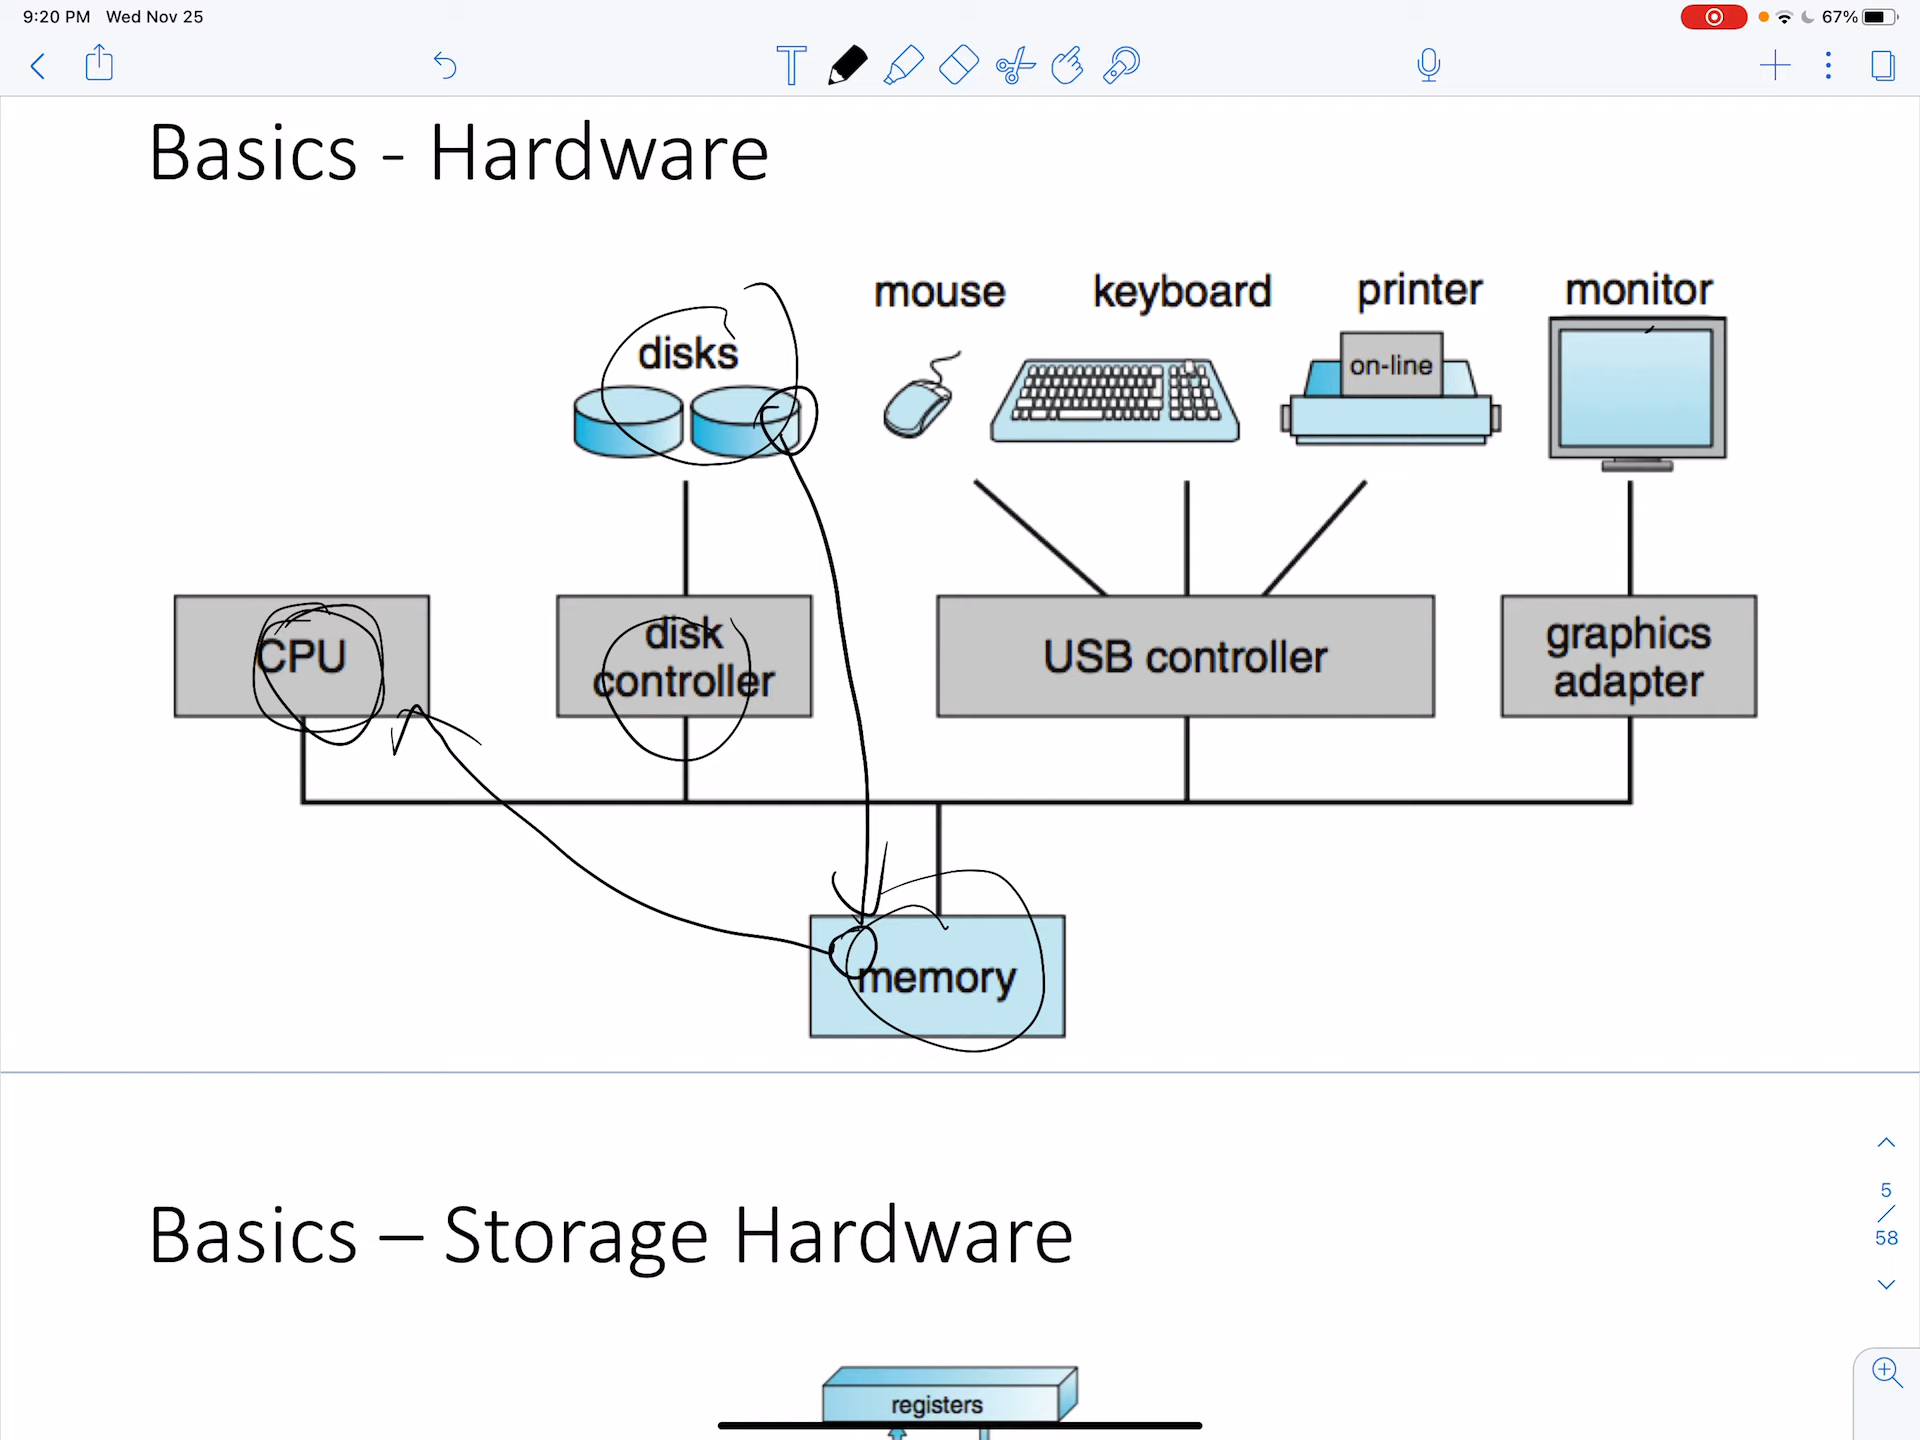 9:20 PM Wed Nov 25
67%
Basics - Hardware
mouse keyboard printer monitor
disks
on-line
CPU
disk
controller
USB controller
graphics
adapter
memory
5
/
58
Basics – Storage Hardware
registers